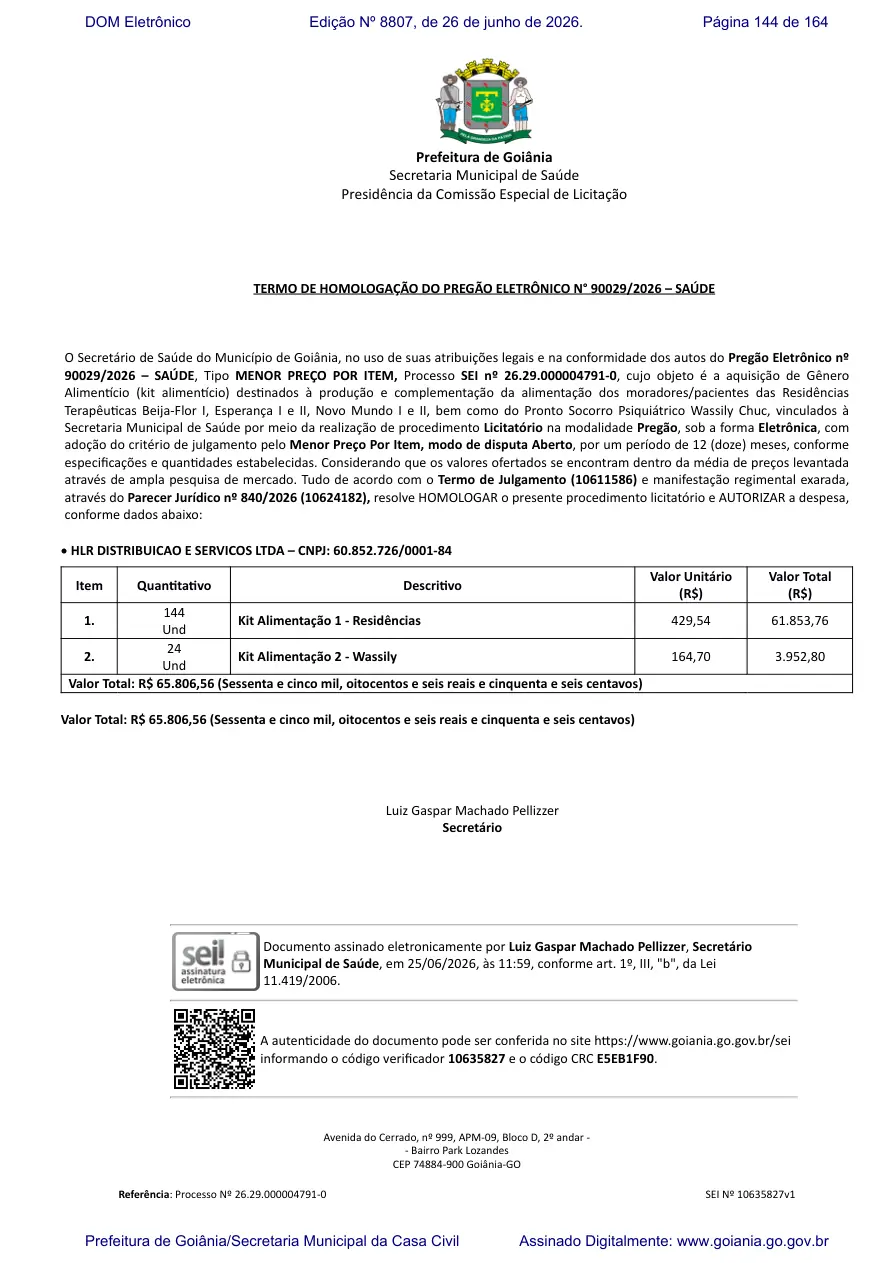 DOM Eletrônico Edição Nº 8807, de 26 de junho de 2026. Página 144 de 164
Prefeitura de Goiânia
Secretaria Municipal de Saúde
Presidência da Comissão Especial de Licitação
TERMO DE HOMOLOGAÇÃO DO PREGÃO ELETRÔNICO N° 90029/2026 – SAÚDE
O Secretário de Saúde do Município de Goiânia, no uso de suas atribuições legais e na conformidade dos autos do Pregão Eletrônico nº
90029/2026 – SAÚDE, Tipo MENOR PREÇO POR ITEM, Processo SEI nº 26.29.000004791-0, cujo objeto é a aquisição de Gênero
Alimentício (kit alimentício) destinados à produção e complementação da alimentação dos moradores/pacientes das Residências
Terapêuticas Beija-Flor I, Esperança I e II, Novo Mundo I e II, bem como do Pronto Socorro Psiquiátrico Wassily Chuc, vinculados à
Secretaria Municipal de Saúde por meio da realização de procedimento Licitatório na modalidade Pregão, sob a forma Eletrônica, com
adoção do critério de julgamento pelo Menor Preço Por Item, modo de disputa Aberto, por um período de 12 (doze) meses, conforme
especificações e quantidades estabelecidas. Considerando que os valores ofertados se encontram dentro da média de preços levantada
através de ampla pesquisa de mercado. Tudo de acordo com o Termo de Julgamento (10611586) e manifestação regimental exarada,
através do Parecer Jurídico nº 840/2026 (10624182), resolve HOMOLOGAR o presente procedimento licitatório e AUTORIZAR a despesa,
conforme dados abaixo:
• HLR DISTRIBUICAO E SERVICOS LTDA – CNPJ: 60.852.726/0001-84
Item Quantitativo Descritivo Valor Unitário (R$) Valor Total (R$)
1. 144 Und Kit Alimentação 1 - Residências 429,54 61.853,76
2. 24 Und Kit Alimentação 2 - Wassily 164,70 3.952,80
Valor Total: R$ 65.806,56 (Sessenta e cinco mil, oitocentos e seis reais e cinquenta e seis centavos)
Valor Total: R$ 65.806,56 (Sessenta e cinco mil, oitocentos e seis reais e cinquenta e seis centavos)
Luiz Gaspar Machado Pellizzer
Secretário
sei!
assinatura
eletrônica
Documento assinado eletronicamente por Luiz Gaspar Machado Pellizzer, Secretário
Municipal de Saúde, em 25/06/2026, às 11:59, conforme art. 1º, III, "b", da Lei
11.419/2006.
A autenticidade do documento pode ser conferida no site https://www.goiania.go.gov.br/sei
informando o código verificador 10635827 e o código CRC E5EB1F90.
Avenida do Cerrado, nº 999, APM-09, Bloco D, 2º andar -
- Bairro Park Lozandes
CEP 74884-900 Goiânia-GO
Referência: Processo Nº 26.29.000004791-0 SEI Nº 10635827v1
Prefeitura de Goiânia/Secretaria Municipal da Casa Civil Assinado Digitalmente: www.goiania.go.gov.br